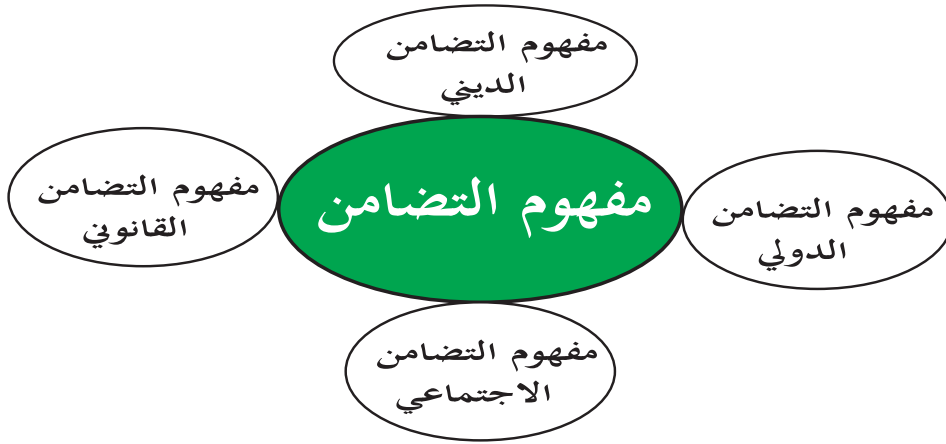 مفهوم التضامن
الديني
مفهوم التضامن
الدولي
مفهوم التضامن
مفهوم التضامن
القانوني
مفهوم التضامن
الاجتماعي